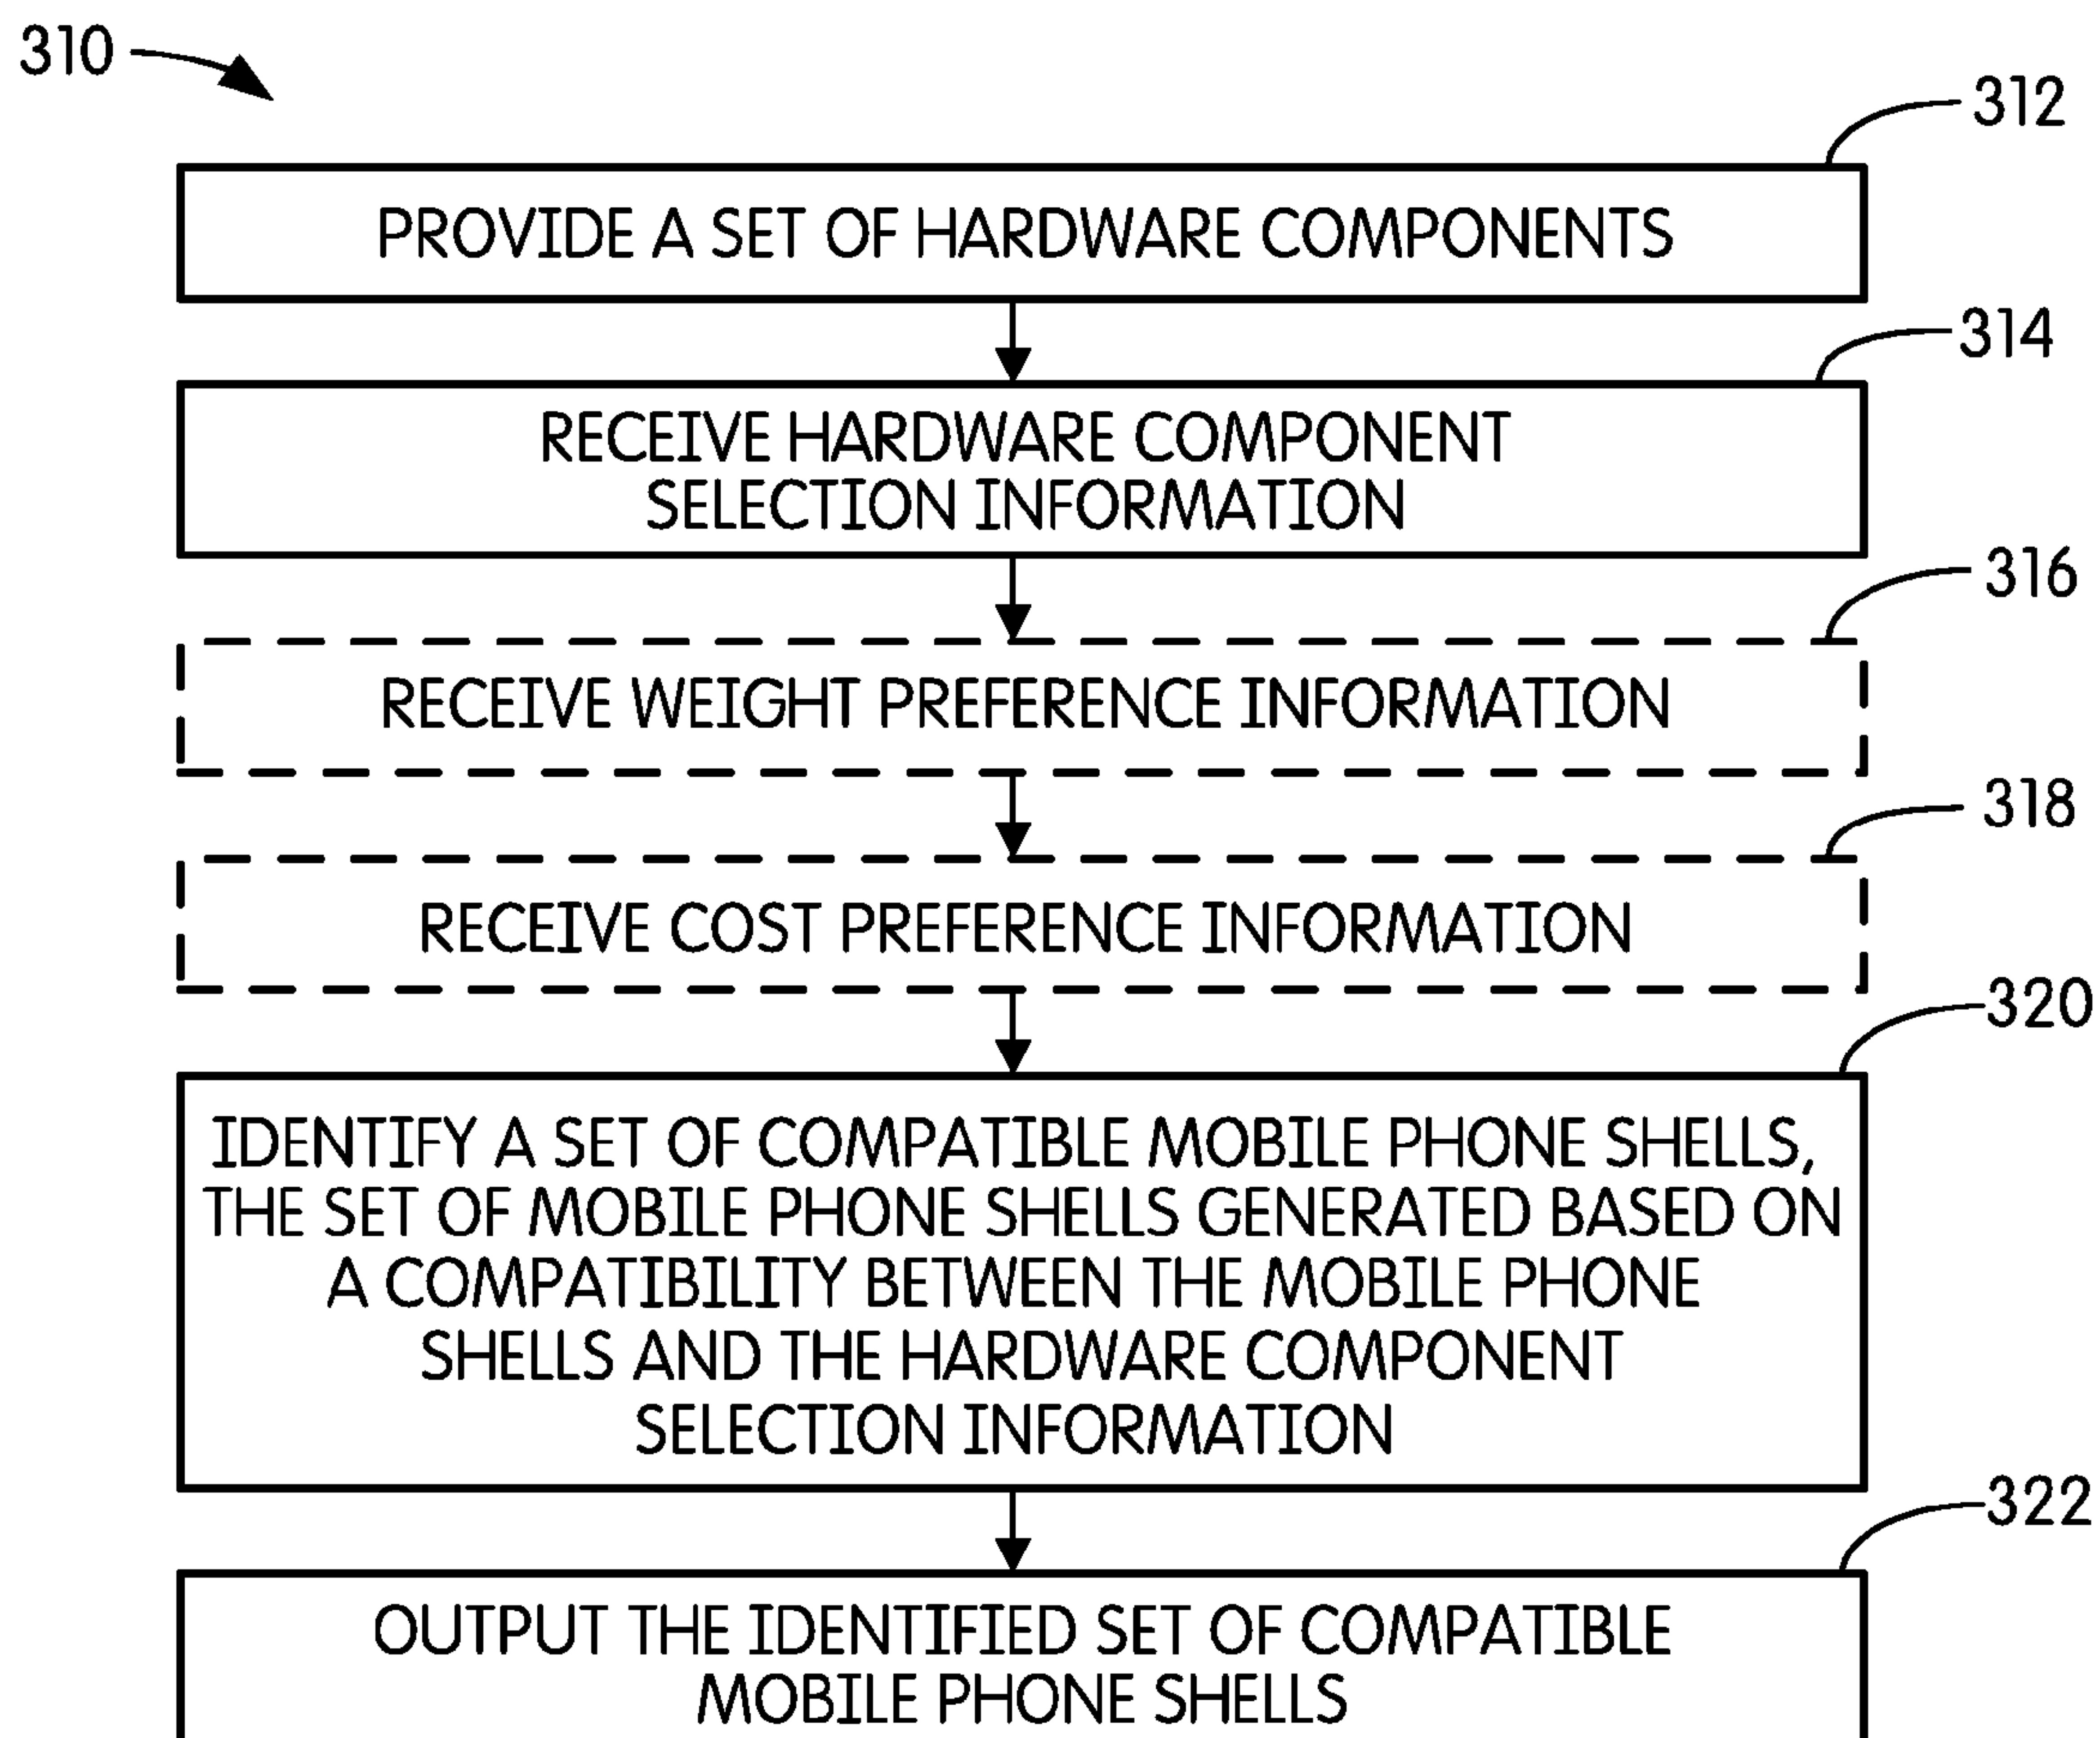 310
312
PROVIDE A SET OF HARDWARE COMPONENTS
314
RECEIVE HARDWARE COMPONENT
SELECTION INFORMATION
316
RECEIVE WEIGHT PREFERENCE INFORMATION
318
RECEIVE COST PREFERENCE INFORMATION
320
IDENTIFY A SET OF COMPATIBLE MOBILE PHONE SHELLS,
THE SET OF MOBILE PHONE SHELLS GENERATED BASED ON
A COMPATIBILITY BETWEEN THE MOBILE PHONE
SHELLS AND THE HARDWARE COMPONENT
SELECTION INFORMATION
322
OUTPUT THE IDENTIFIED SET OF COMPATIBLE
MOBILE PHONE SHELLS